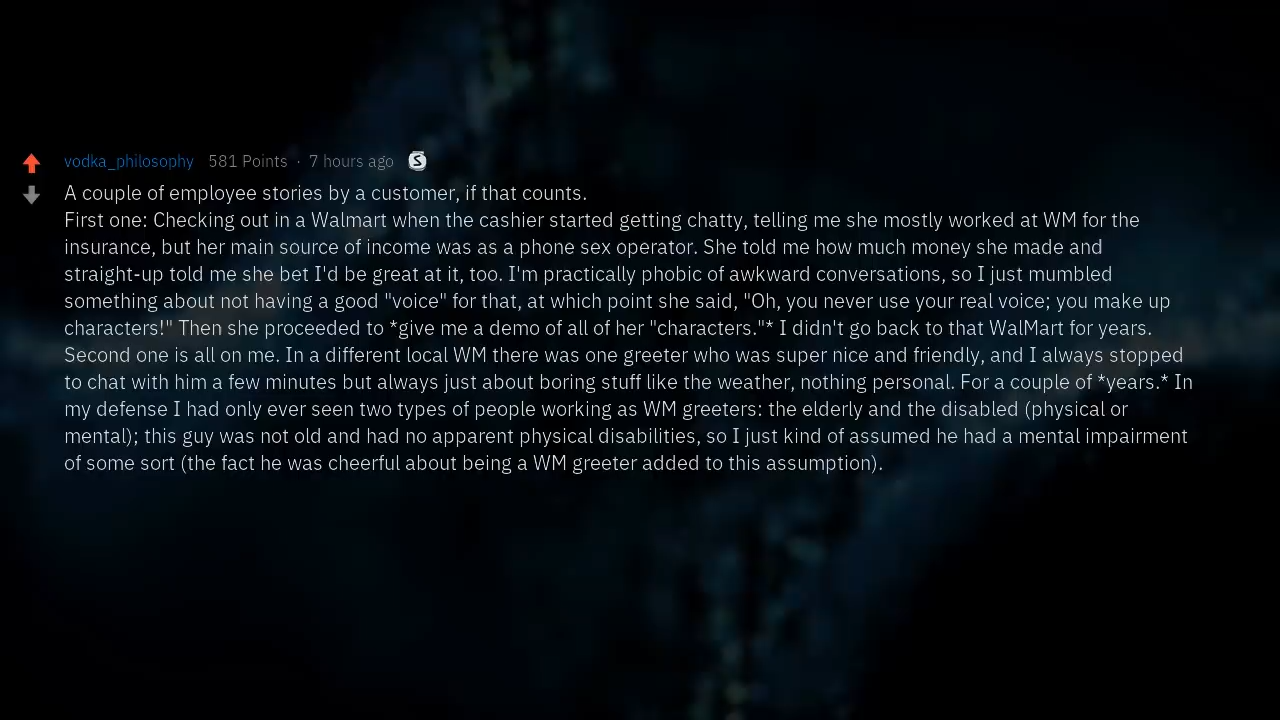 vodka_philosophy 581 Points · 7 hours ago S
A couple of employee stories by a customer, if that counts.
First one: Checking out in a Walmart when the cashier started getting chatty, telling me she mostly worked at WM for the
insurance, but her main source of income was as a phone sex operator. She told me how much money she made and
straight-up told me she bet I'd be great at it, too. I'm practically phobic of awkward conversations, so I just mumbled
something about not having a good "voice" for that, at which point she said, "Oh, you never use your real voice; you make up
characters!" Then she proceeded to *give me a demo of all of her "characters."* I didn't go back to that WalMart for years.
Second one is all on me. In a different local WM there was one greeter who was super nice and friendly, and I always stopped
to chat with him a few minutes but always just about boring stuff like the weather, nothing personal. For a couple of *years.* In
my defense I had only ever seen two types of people working as WM greeters: the elderly and the disabled (physical or
mental); this guy was not old and had no apparent physical disabilities, so I just kind of assumed he had a mental impairment
of some sort (the fact he was cheerful about being a WM greeter added to this assumption).